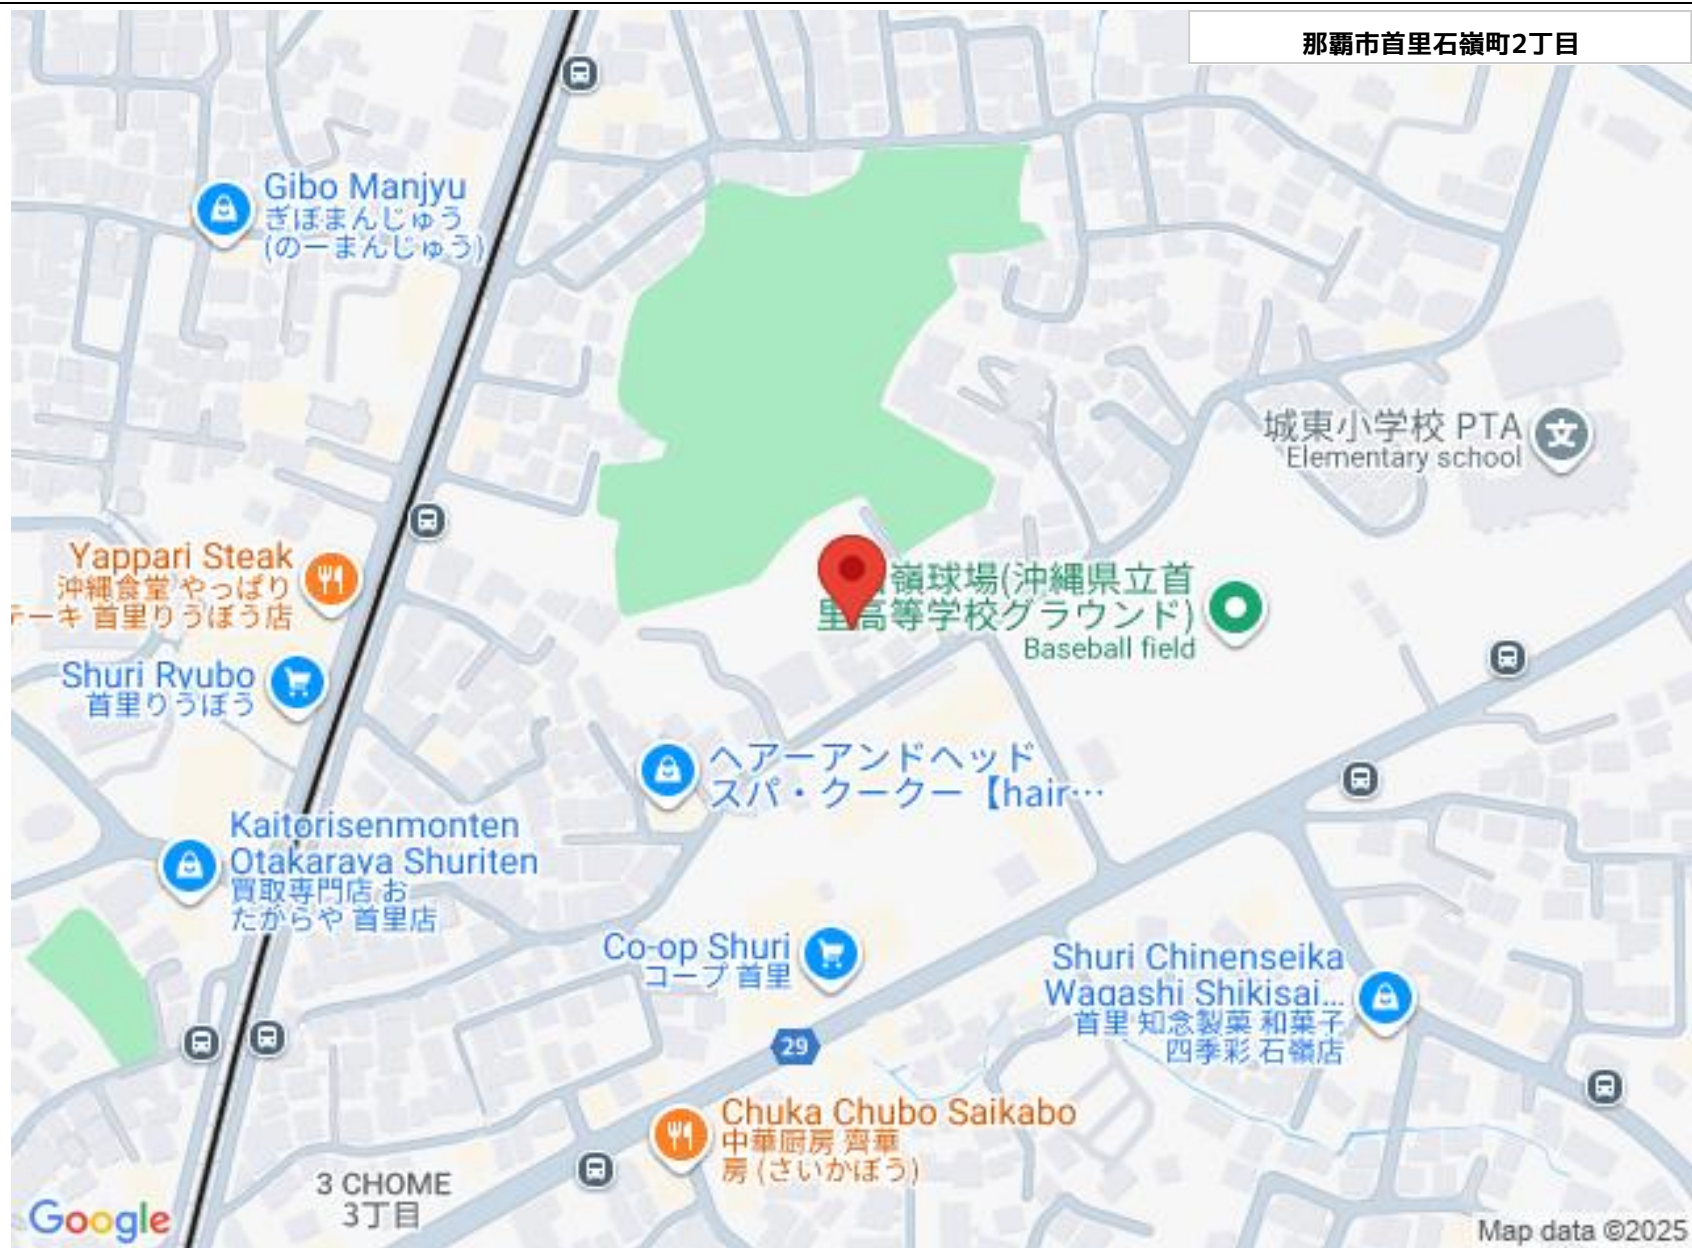 那覇市首里石嶺町2丁目
Gibo Manjyu
ぎぼまんじゅう
(のーまんじゅう)
城東小学校 PTA
Elementary school
Yappari Steak
沖縄食堂 やっぱり
テーキ 首里りうぼう店
嶺球場(沖縄県立首
里高等学校グラウンド)
Baseball field
Shuri Ryubo
首里りうぼう
ヘアーアンドヘッド
スパ・クークー【hair…
Kaitorisenmonten
Otakaraya Shuriten
買取専門店 お
たからや 首里店
Co-op Shuri
コープ 首里
Shuri Chinenseika
Wagashi Shikisai...
首里 知念製菓 和菓子
四季彩 石嶺店
29
Chuka Chubo Saikabo
中華厨房 齊華
房 (さいかぼう)
3 CHOME
3丁目
Google
Map data ©2025